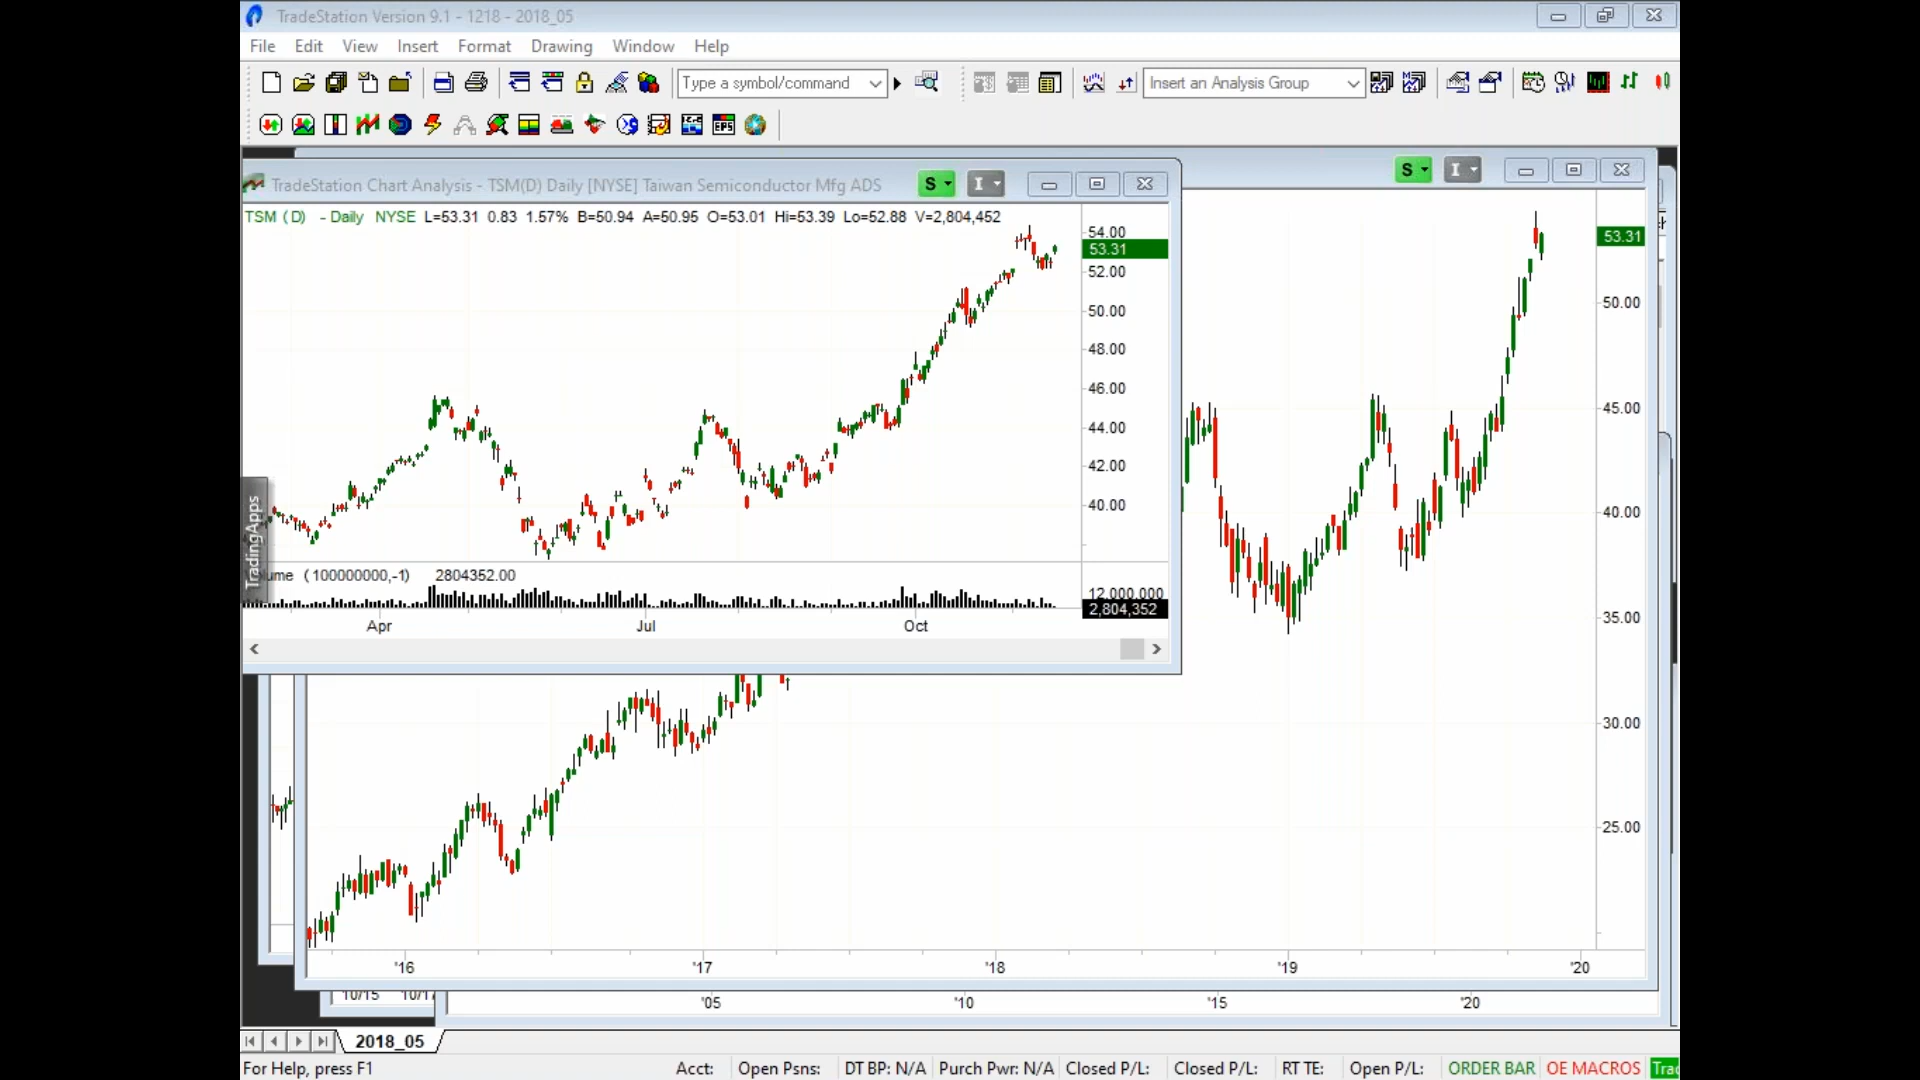 TradeStation Version 9.1 - 1218 - 2018_05
File Edit View Insert Format Drawing Window Help
Type a symbol/command
Insert an Analysis Group
EPS
TradeStation Chart Analysis - TSM(D) Daily [NYSE] Taiwan Semiconductor Mfg ADS
S I
S I
TSM (D) - Daily NYSE L=53.31 0.83 1.57% B=50.94 A=50.95 O=53.01 Hi=53.39 Lo=52.88 V=2,804,452
54.00
53.31
52.00
50.00
48.00
46.00
44.00
42.00
40.00
TradingApps
(100000000,-1) 2804352.00
12,000,000
2,804,352
Apr Jul Oct
53.31
50.00
45.00
40.00
35.00
30.00
25.00
'16 '17 '18 '19 '20
10/15
'05 '10 '15 '20
2018_05
For Help, press F1
Acct: Open Psns: DT BP: N/A Purch Pwr: N/A Closed P/L: Closed P/L: RT TE: Open P/L: ORDER BAR OE MACROS